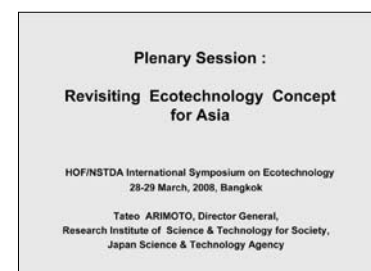 Plenary Session :
Revisiting Ecotechnology Concept
for Asia
HOF/NSTDA International Symposium on Ecotechnology
28-29 March, 2008, Bangkok
Tateo ARIMOTO, Director General,
Research Institute of Science & Technology for Society,
Japan Science & Technology Agency